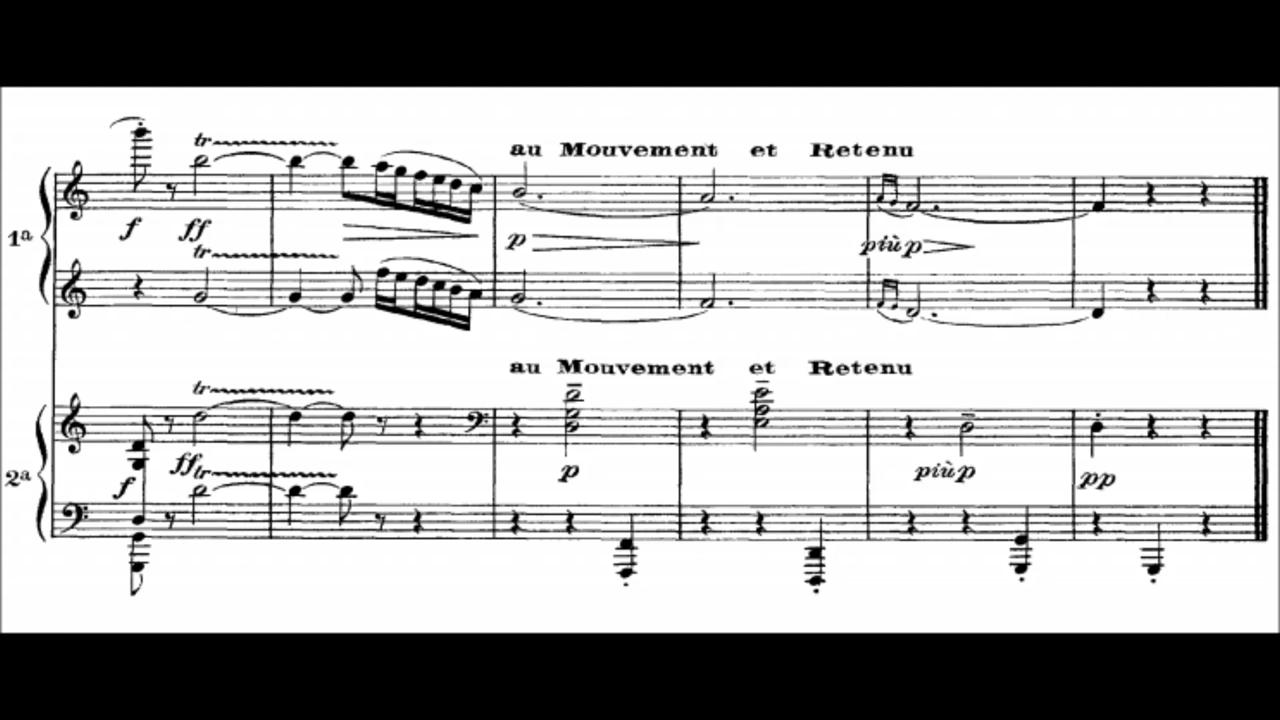 tr
au Mouvement et Retenu
1ª
f ff
p
più p
tr
au Mouvement et Retenu
tr
2ª
ff
p
più p
pp
f
tr